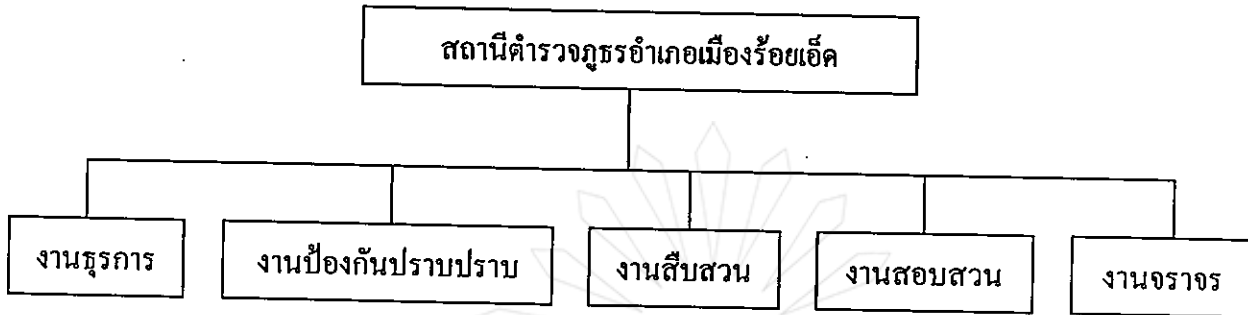 สถานีตำรวจภูธรอำเภอเมืองร้อยเอ็ด
งานธุรการ
งานป้องกันปราบปราบ
งานสืบสวน
งานสอบสวน
งานจราจร